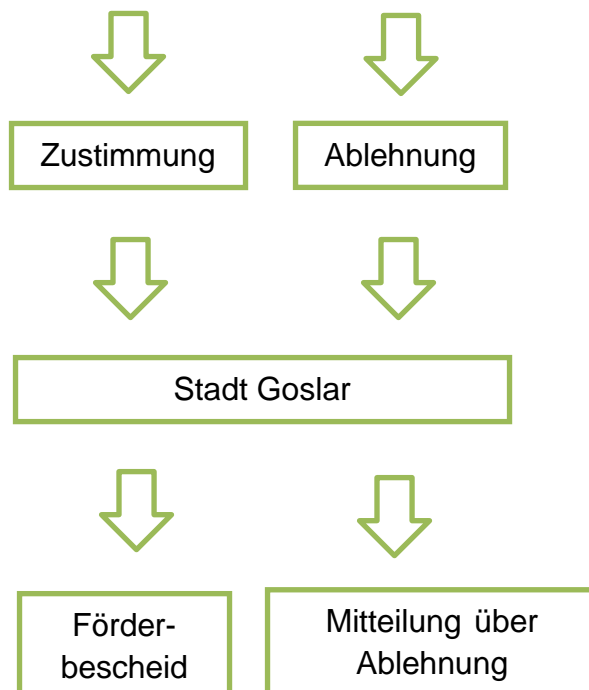 Zustimmung
Ablehnung
Stadt Goslar
Förder-
bescheid
Mitteilung über
Ablehnung